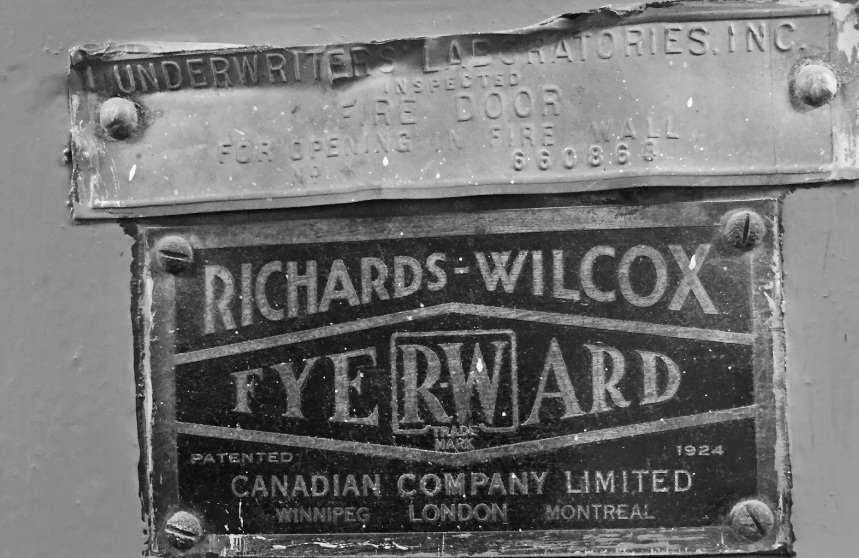 UNDERWRITERS' LABORATORIES, INC.
INSPECTED
FIRE DOOR
FOR OPENING IN FIRE WALL
No 660863
RICHARDS-WILCOX
FYER-WARD
TRADE
MARK
PATENTED 1924
CANADIAN COMPANY LIMITED
WINNIPEG LONDON MONTREAL